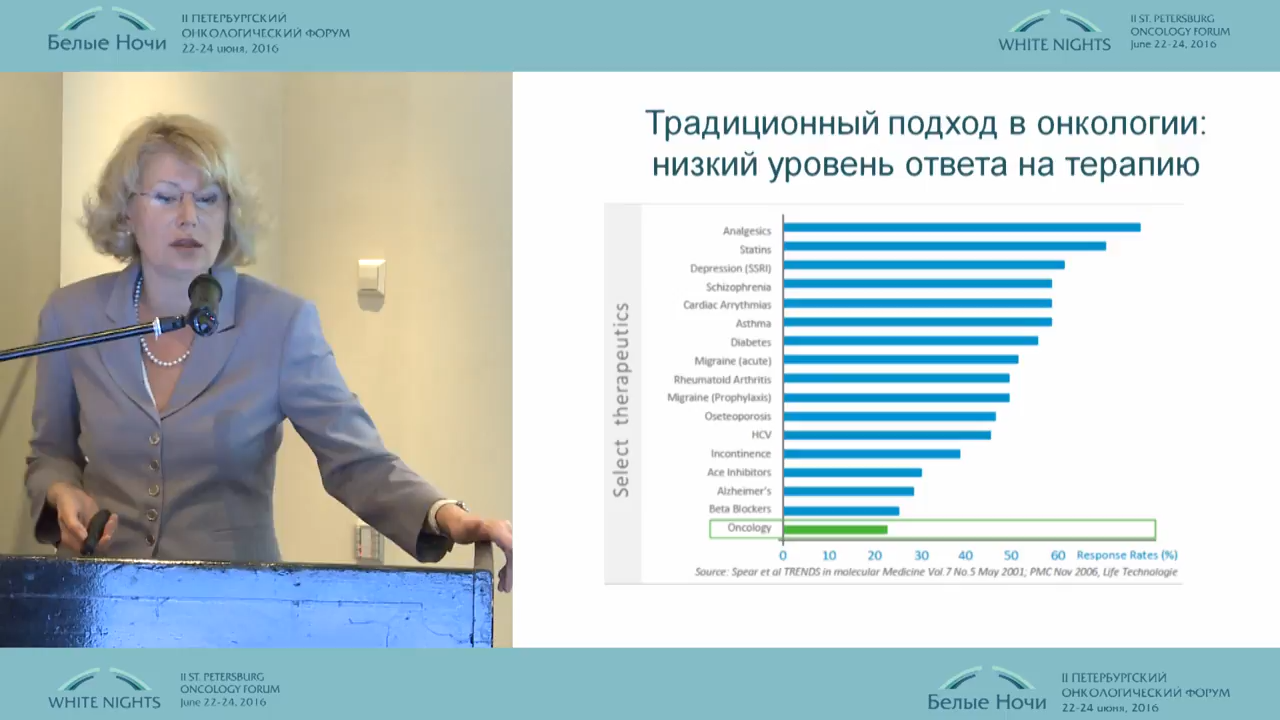 Белые Ночи
II ПЕТЕРБУРГСКИЙ
ОНКОЛОГИЧЕСКИЙ ФОРУМ
22-24 июня, 2016
WHITE NIGHTS
II ST. PETERSBURG
ONCOLOGY FORUM
June 22-24, 2016
Традиционный подход в онкологии:
низкий уровень ответа на терапию
Select therapeutics
Analgesics
Statins
Depression (SSRI)
Schizophrenia
Cardiac Arrythmias
Asthma
Diabetes
Migraine (acute)
Rheumatoid Arthritis
Migraine (Prophylaxis)
Oseteoporosis
HCV
Incontinence
Ace Inhibitors
Alzheimer's
Beta Blockers
Oncology
0 10 20 30 40 50 60 Response Rates (%)
Source: Spear et al TRENDS in molecular Medicine Vol.7 No.5 May 2001; PMC Nov 2006, Life Technologie
WHITE NIGHTS
II ST. PETERSBURG
ONCOLOGY FORUM
June 22-24, 2016
Белые Ночи
II ПЕТЕРБУРГСКИЙ
ОНКОЛОГИЧЕСКИЙ ФОРУМ
22-24 июня, 2016